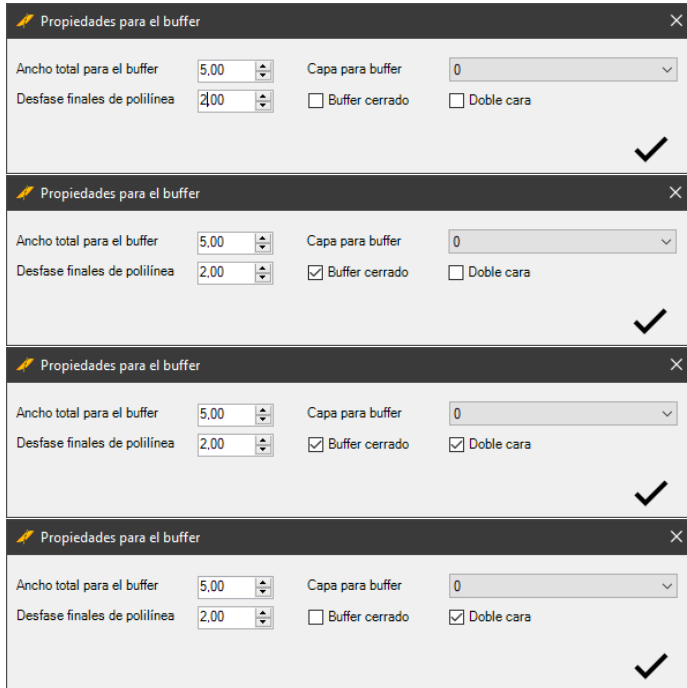 Propiedades para el buffer
Ancho total para el buffer 5,00 Capa para buffer 0
Desfase finales de polilínea 2,00 Buffer cerrado Doble cara
Propiedades para el buffer
Ancho total para el buffer 5,00 Capa para buffer 0
Desfase finales de polilínea 2,00 Buffer cerrado Doble cara
Propiedades para el buffer
Ancho total para el buffer 5,00 Capa para buffer 0
Desfase finales de polilínea 2,00 Buffer cerrado Doble cara
Propiedades para el buffer
Ancho total para el buffer 5,00 Capa para buffer 0
Desfase finales de polilínea 2,00 Buffer cerrado Doble cara